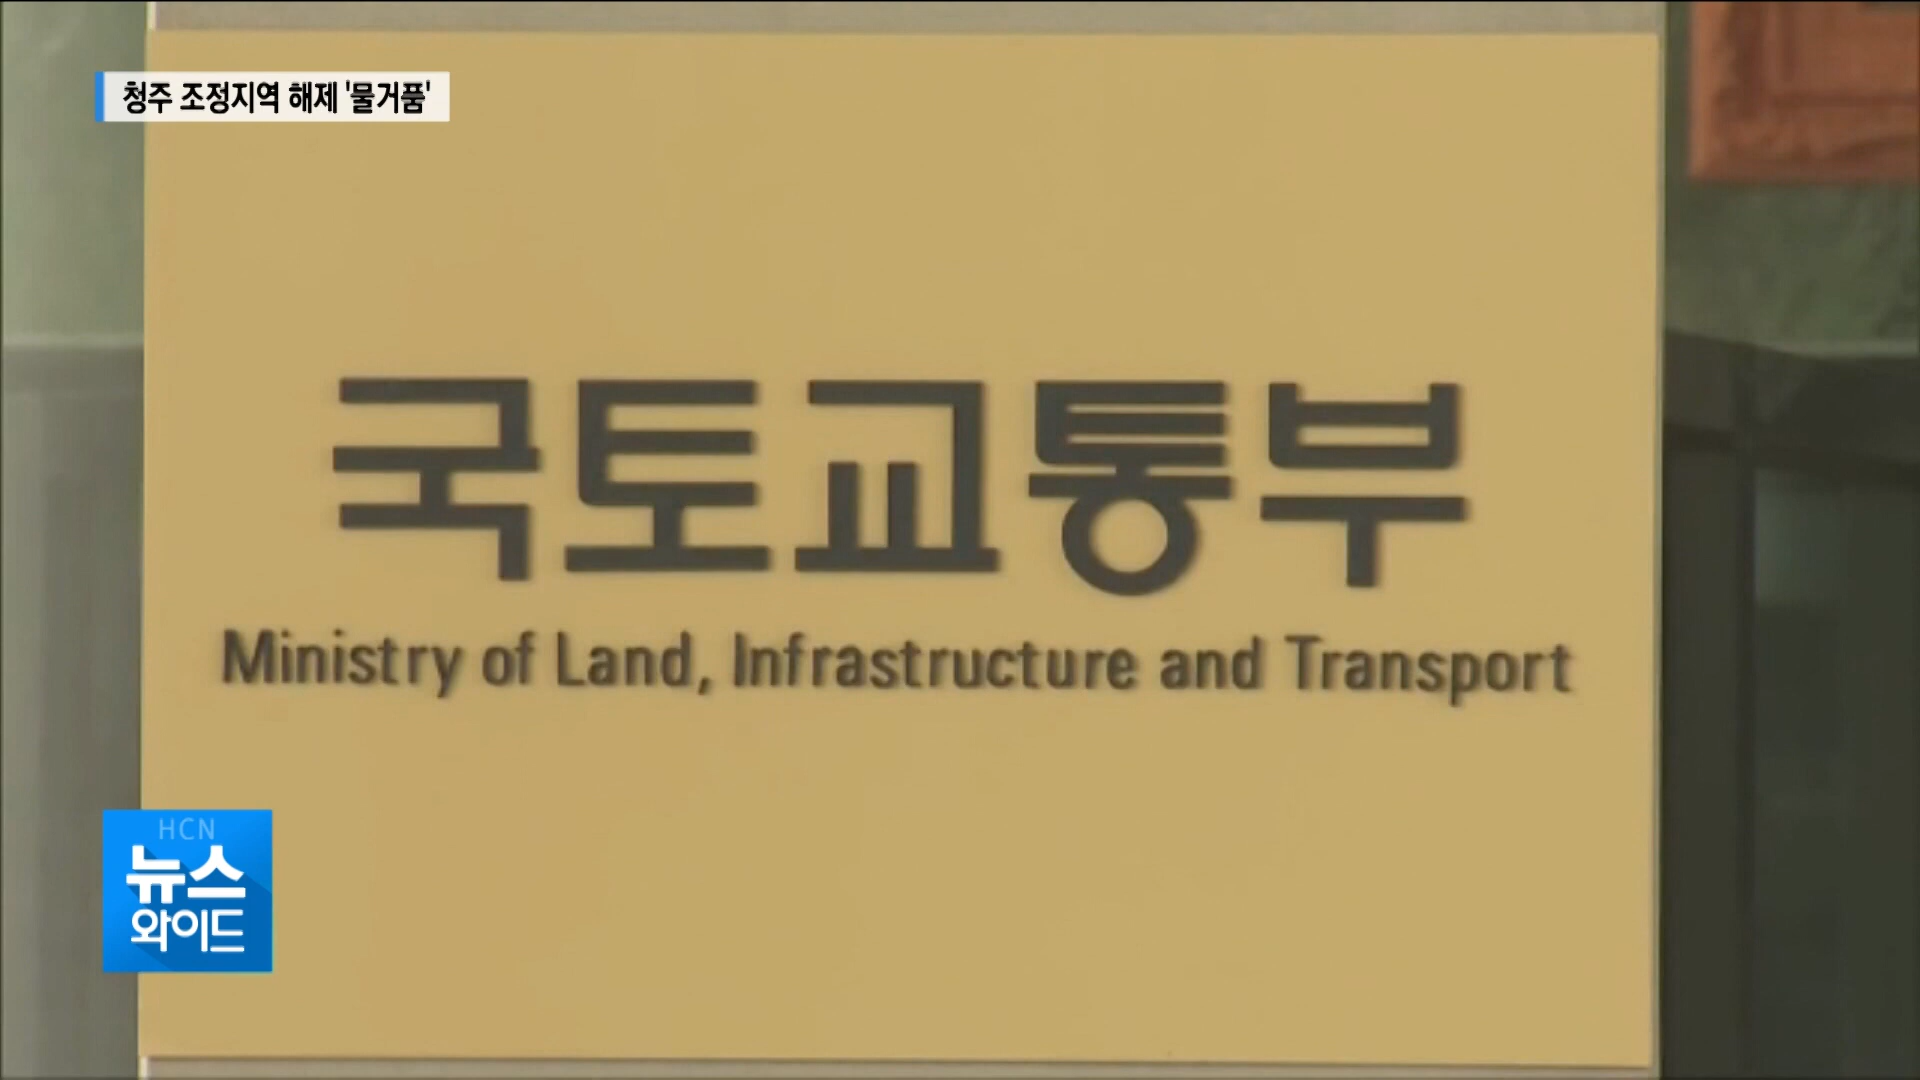 청주 조정지역 해제 '물거품'
국토교통부
Ministry of Land, Infrastructure and Transport
HCN
뉴스
와이드